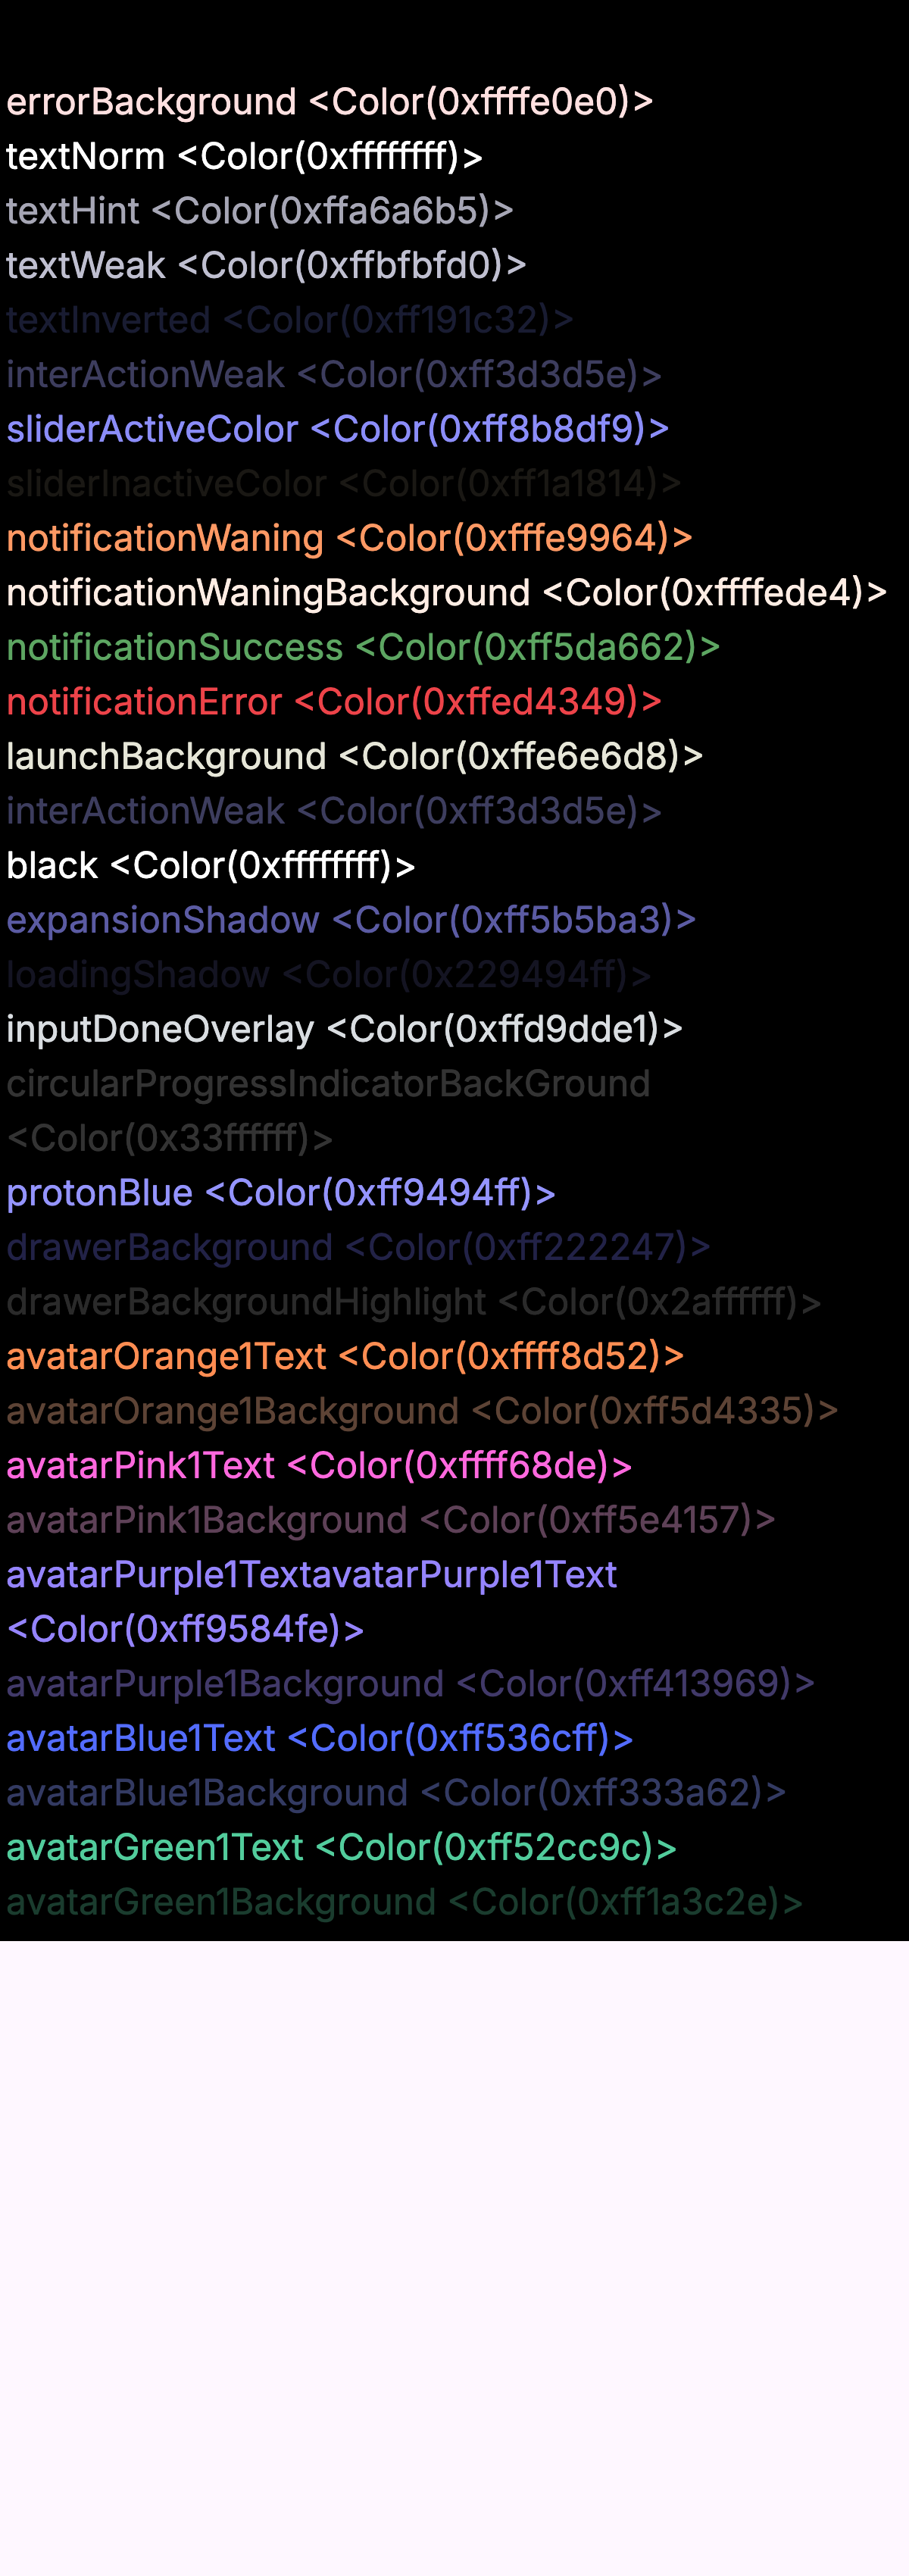 errorBackground <Color(0xffffe0e0)>
textNorm <Color(0xffffffff)>
textHint <Color(0xffa6a6b5)>
textWeak <Color(0xffbfbfd0)>
textInverted <Color(0xff191c32)>
interActionWeak <Color(0xff3d3d5e)>
sliderActiveColor <Color(0xff8b8df9)>
sliderInactiveColor <Color(0xff1a1814)>
notificationWaning <Color(0xfffe9964)>
notificationWaningBackground <Color(0xffffede4)>
notificationSuccess <Color(0xff5da662)>
notificationError <Color(0xffed4349)>
launchBackground <Color(0xffe6e6d8)>
interActionWeak <Color(0xff3d3d5e)>
black <Color(0xffffffff)>
expansionShadow <Color(0xff5b5ba3)>
loadingShadow <Color(0x229494ff)>
inputDoneOverlay <Color(0xffd9dde1)>
circularProgressIndicatorBackGround
<Color(0x33ffffff)>
protonBlue <Color(0xff9494ff)>
drawerBackground <Color(0xff222247)>
drawerBackgroundHighlight <Color(0x2affffff)>
avatarOrange1Text <Color(0xffff8d52)>
avatarOrange1Background <Color(0xff5d4335)>
avatarPink1Text <Color(0xffff68de)>
avatarPink1Background <Color(0xff5e4157)>
avatarPurple1TextavatarPurple1Text
<Color(0xff9584fe)>
avatarPurple1Background <Color(0xff413969)>
avatarBlue1Text <Color(0xff536cff)>
avatarBlue1Background <Color(0xff333a62)>
avatarGreen1Text <Color(0xff52cc9c)>
avatarGreen1Background <Color(0xff1a3c2e)>